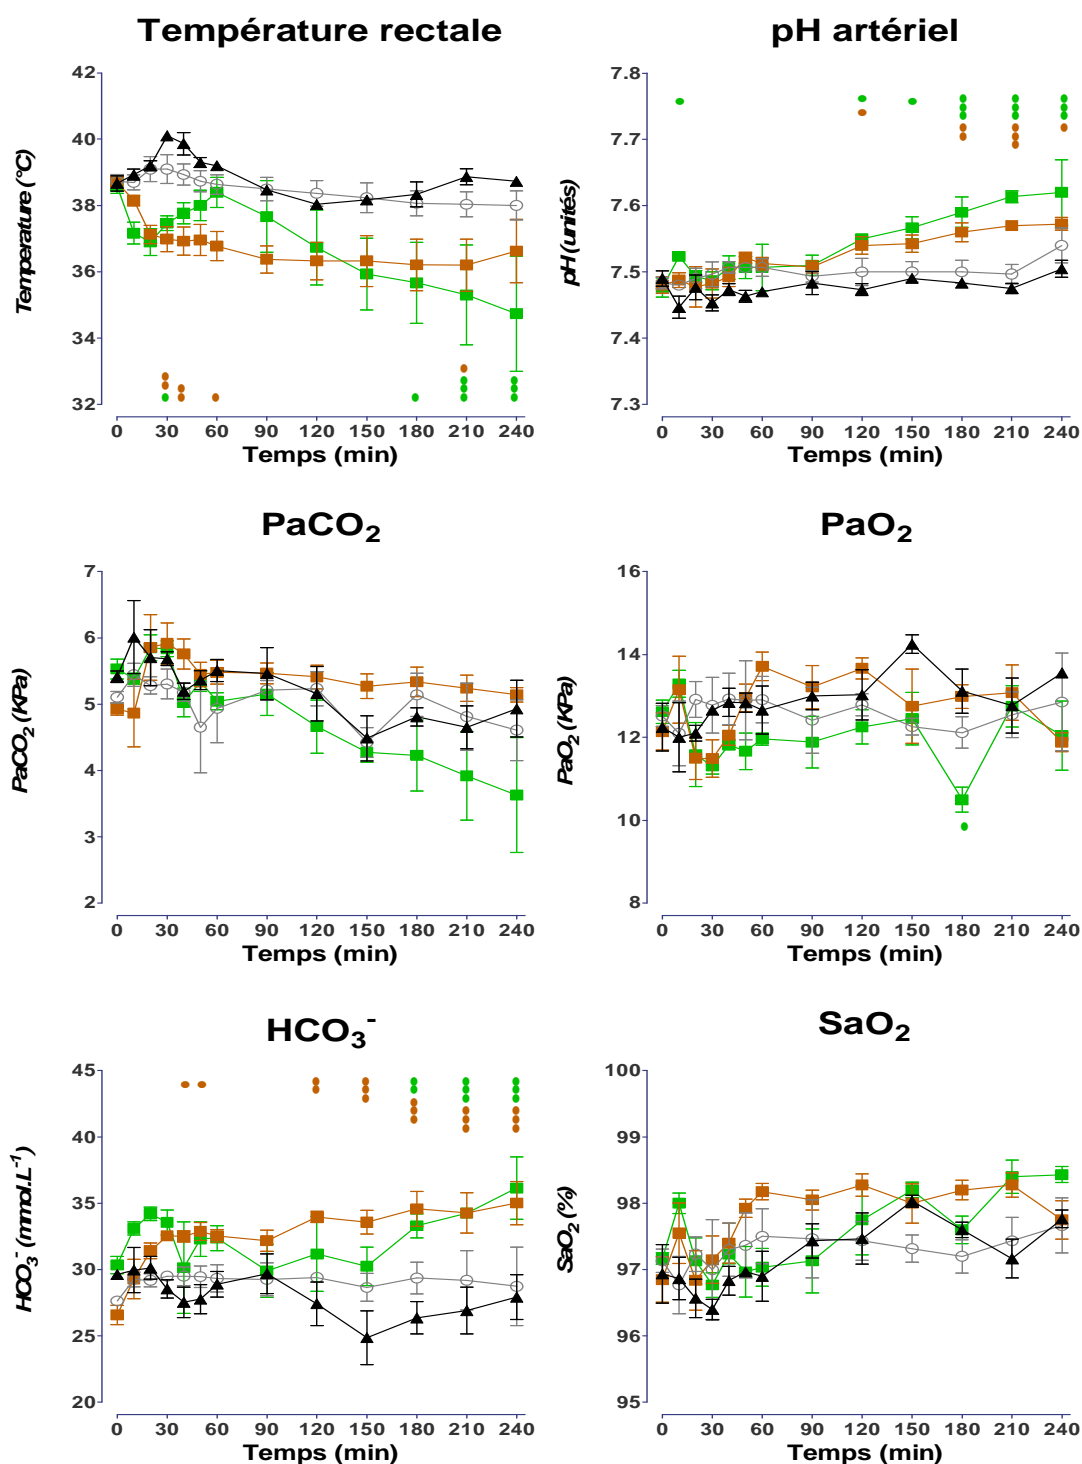 Température rectale
42
40
38
36
34
32
Temperature (°C)
0 30 60 90 120 150 180 210 240
Temps (min)
pH artériel
7.8
7.7
7.6
7.5
7.4
7.3
pH (unités)
0 30 60 90 120 150 180 210 240
Temps (min)
PaCO₂
7
6
5
4
3
2
PaCO₂ (KPa)
0 30 60 90 120 150 180 210 240
Temps (min)
PaO₂
16
14
12
10
8
PaO₂ (KPa)
0 30 60 90 120 150 180 210 240
Temps (min)
HCO₃⁻
45
40
35
30
25
20
HCO₃⁻ (mmol.L⁻¹)
0 30 60 90 120 150 180 210 240
Temps (min)
SaO₂
100
99
98
97
96
95
SaO₂ (%)
0 30 60 90 120 150 180 210 240
Temps (min)